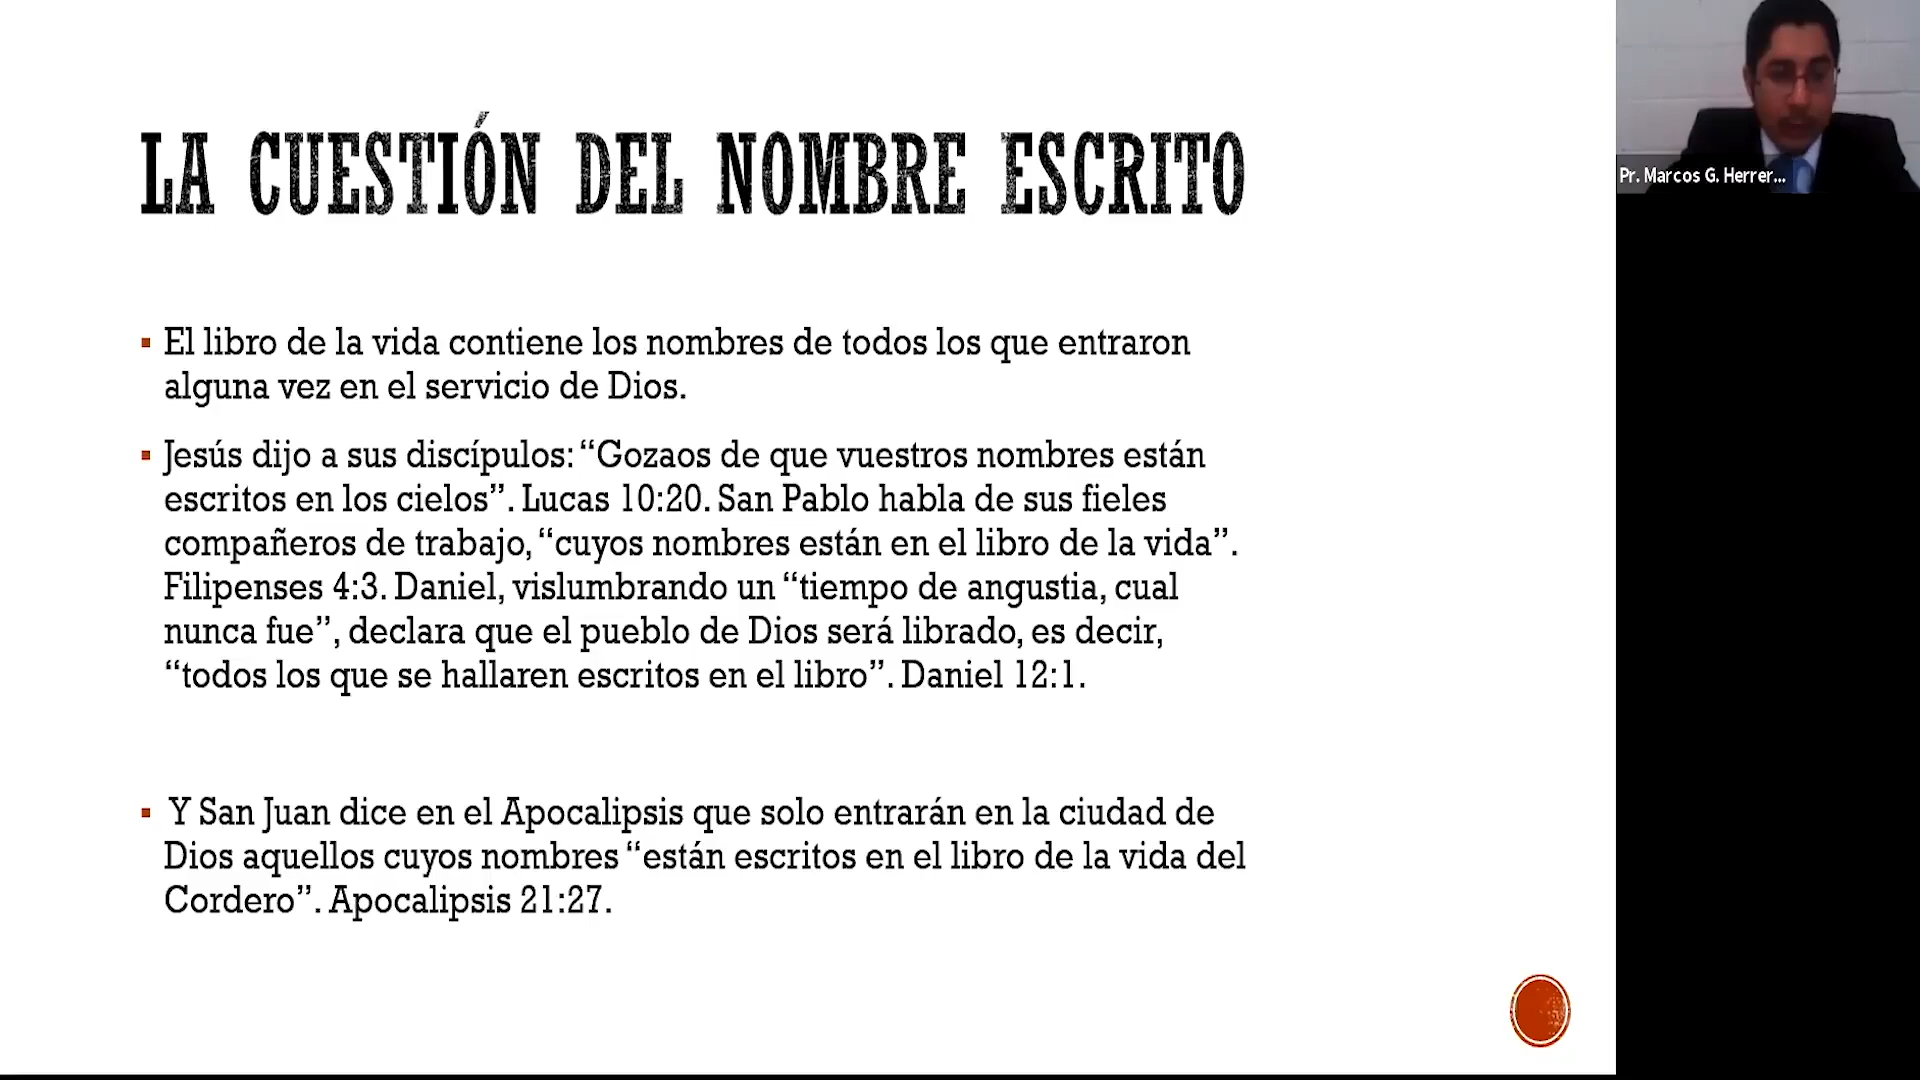 LA CUESTIÓN DEL NOMBRE ESCRITO
▪ El libro de la vida contiene los nombres de todos los que entraron
alguna vez en el servicio de Dios.
▪ Jesús dijo a sus discípulos: “Gozaos de que vuestros nombres están
escritos en los cielos”. Lucas 10:20. San Pablo habla de sus fieles
compañeros de trabajo, “cuyos nombres están en el libro de la vida”.
Filipenses 4:3. Daniel, vislumbrando un “tiempo de angustia, cual
nunca fue”, declara que el pueblo de Dios será librado, es decir,
“todos los que se hallaren escritos en el libro”. Daniel 12:1.
▪ Y San Juan dice en el Apocalipsis que solo entrarán en la ciudad de
Dios aquellos cuyos nombres “están escritos en el libro de la vida del
Cordero”. Apocalipsis 21:27.
Pr. Marcos G. Herrer...